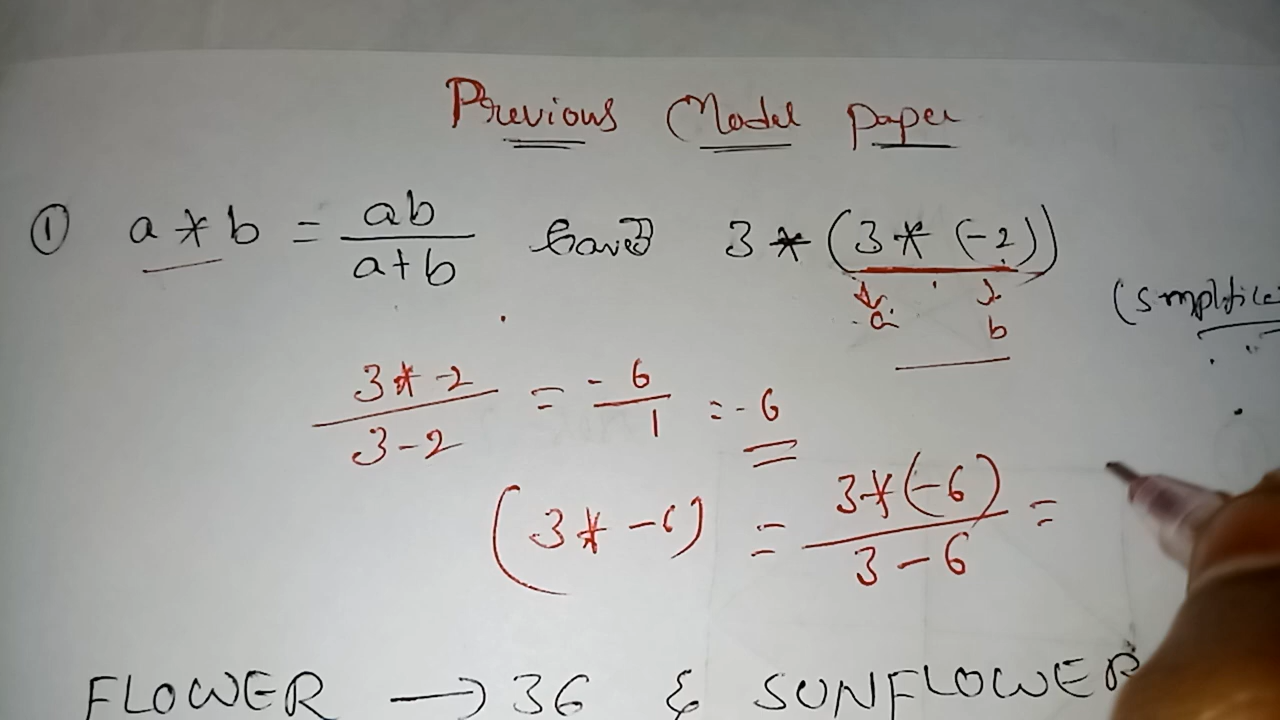 Previous Model Paper
① a * b = ab / a+b 3 * (3 * (-2))
a b
3 * -2 / 3-2 = -6 / 1 = -6
(3 * -6) = 3*(-6) / 3-6 =
FLOWER → 36 & SUNFLOWER